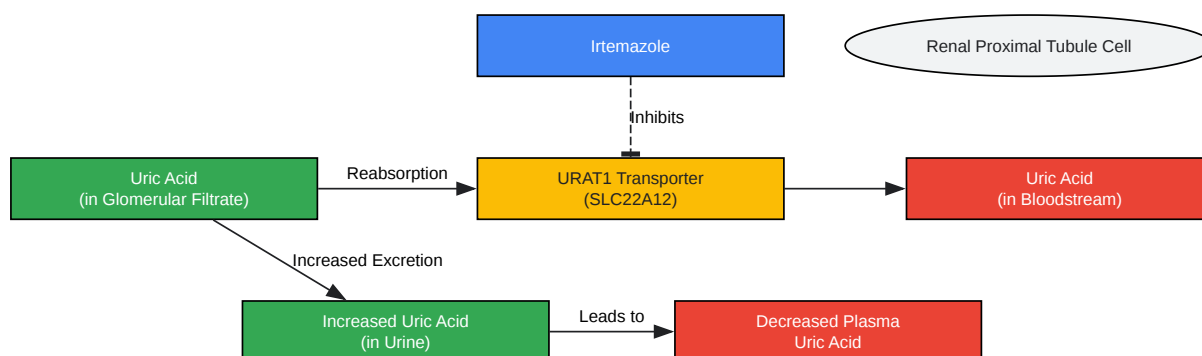 Irtemazole
Renal Proximal Tubule Cell
Inhibits
Uric Acid
(in Glomerular Filtrate)
Reabsorption
URAT1 Transporter
(SLC22A12)
Uric Acid
(in Bloodstream)
Increased Excretion
Increased Uric Acid
(in Urine)
Leads to
Decreased Plasma
Uric Acid